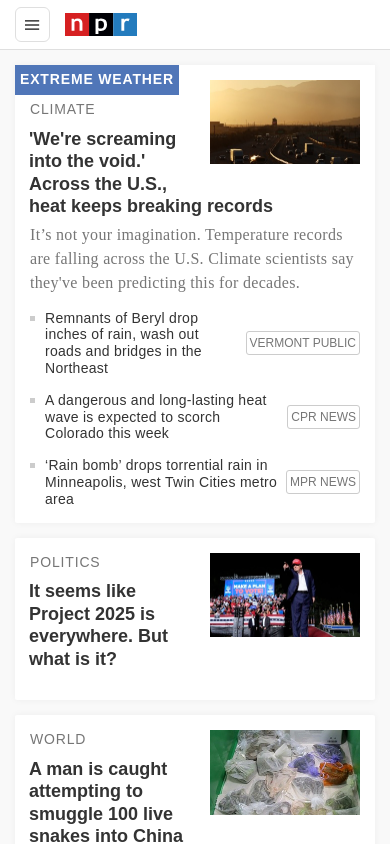 npr
EXTREME WEATHER
CLIMATE
'We're screaming
into the void.'
Across the U.S.,
heat keeps breaking records
It’s not your imagination. Temperature records
are falling across the U.S. Climate scientists say
they've been predicting this for decades.
Remnants of Beryl drop
inches of rain, wash out
roads and bridges in the
Northeast
VERMONT PUBLIC
A dangerous and long-lasting heat
wave is expected to scorch
Colorado this week
CPR NEWS
‘Rain bomb’ drops torrential rain in
Minneapolis, west Twin Cities metro
area
MPR NEWS
POLITICS
It seems like
Project 2025 is
everywhere. But
what is it?
MAKE A PLAN
TO VOTE!
WORLD
A man is caught
attempting to
smuggle 100 live
snakes into China